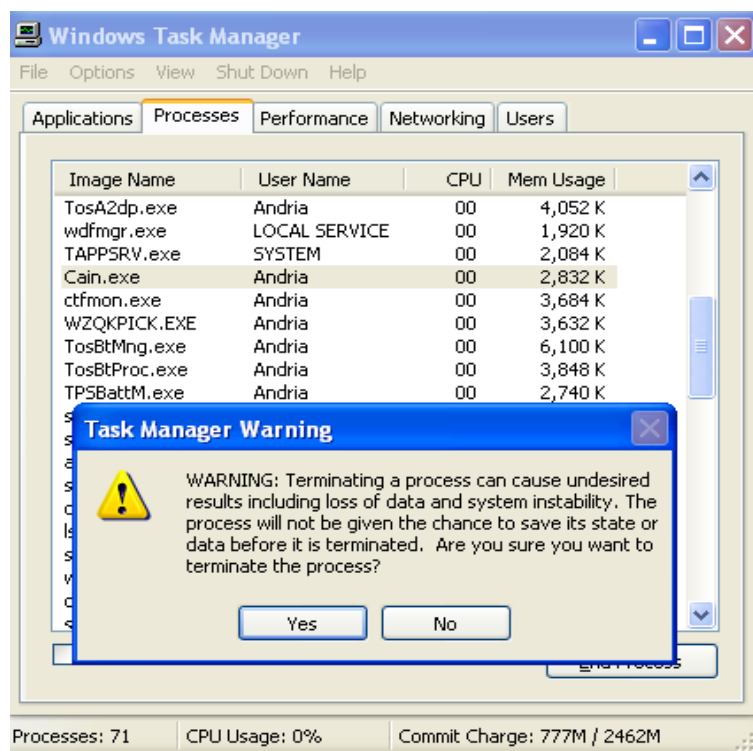 Windows Task Manager
File Options View Shut Down Help
Applications Processes Performance Networking Users
Image Name User Name CPU Mem Usage
TosA2dp.exe Andria 00 4,052 K
wdfmgr.exe LOCAL SERVICE 00 1,920 K
TAPPSRV.exe SYSTEM 00 2,084 K
Cain.exe Andria 00 2,832 K
ctfmon.exe Andria 00 3,684 K
WZQKPICK.EXE Andria 00 3,632 K
TosBtMng.exe Andria 00 6,100 K
TosBtProc.exe Andria 00 3,848 K
TPSBattM.exe Andria 00 2,740 K
Task Manager Warning
WARNING: Terminating a process can cause undesired
results including loss of data and system instability. The
process will not be given the chance to save its state or
data before it is terminated. Are you sure you want to
terminate the process?
Yes No
End Process
Processes: 71 CPU Usage: 0% Commit Charge: 777M / 2462M